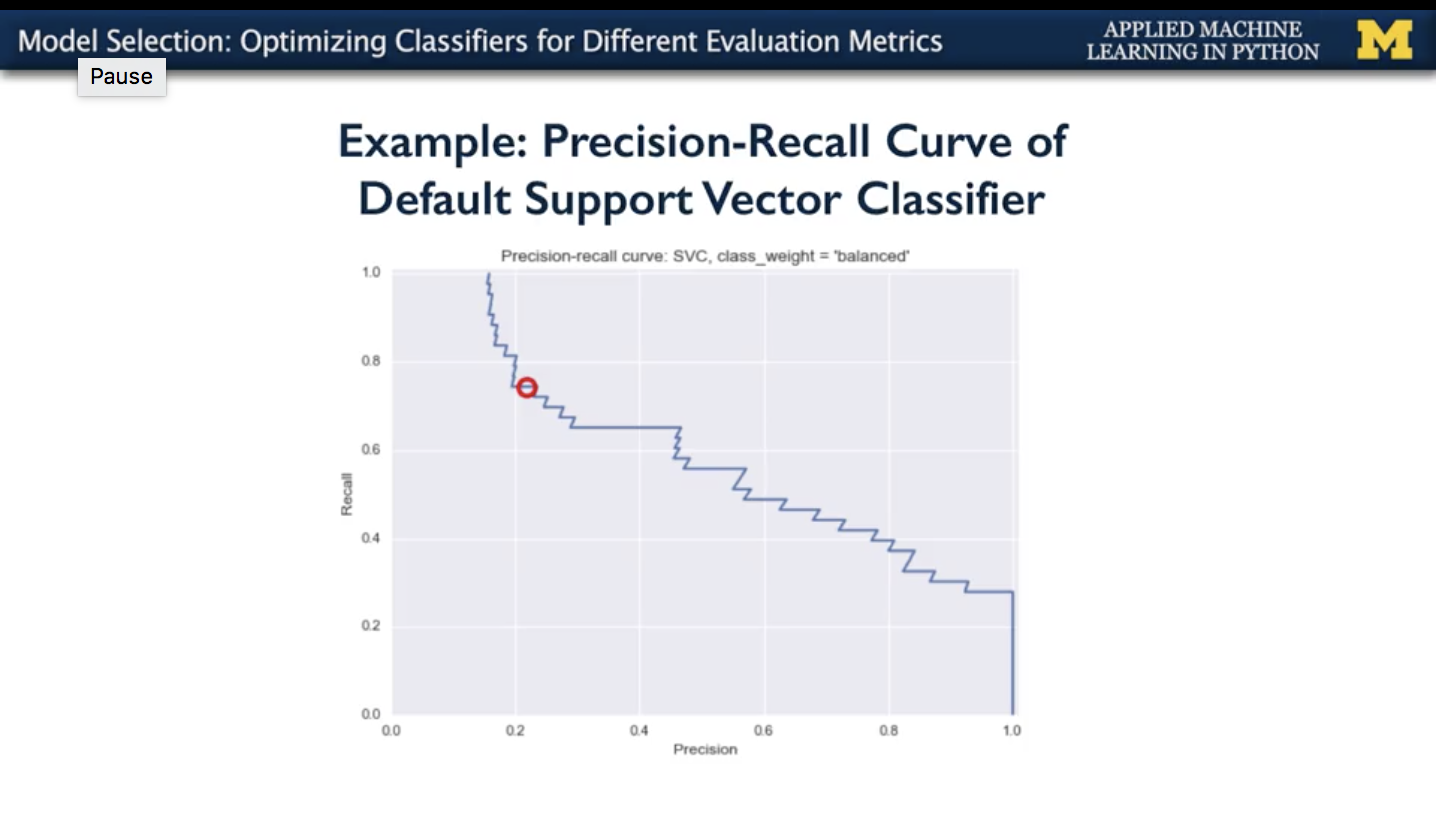 Model Selection: Optimizing Classifiers for Different Evaluation Metrics
APPLIED MACHINE
LEARNING IN PYTHON
M
Pause
Example: Precision-Recall Curve of
Default Support Vector Classifier
Precision-recall curve: SVC, class_weight = 'balanced'
1.0
0.8
0.6
Recall
0.4
0.2
0.0
0.0 0.2 0.4 0.6 0.8 1.0
Precision